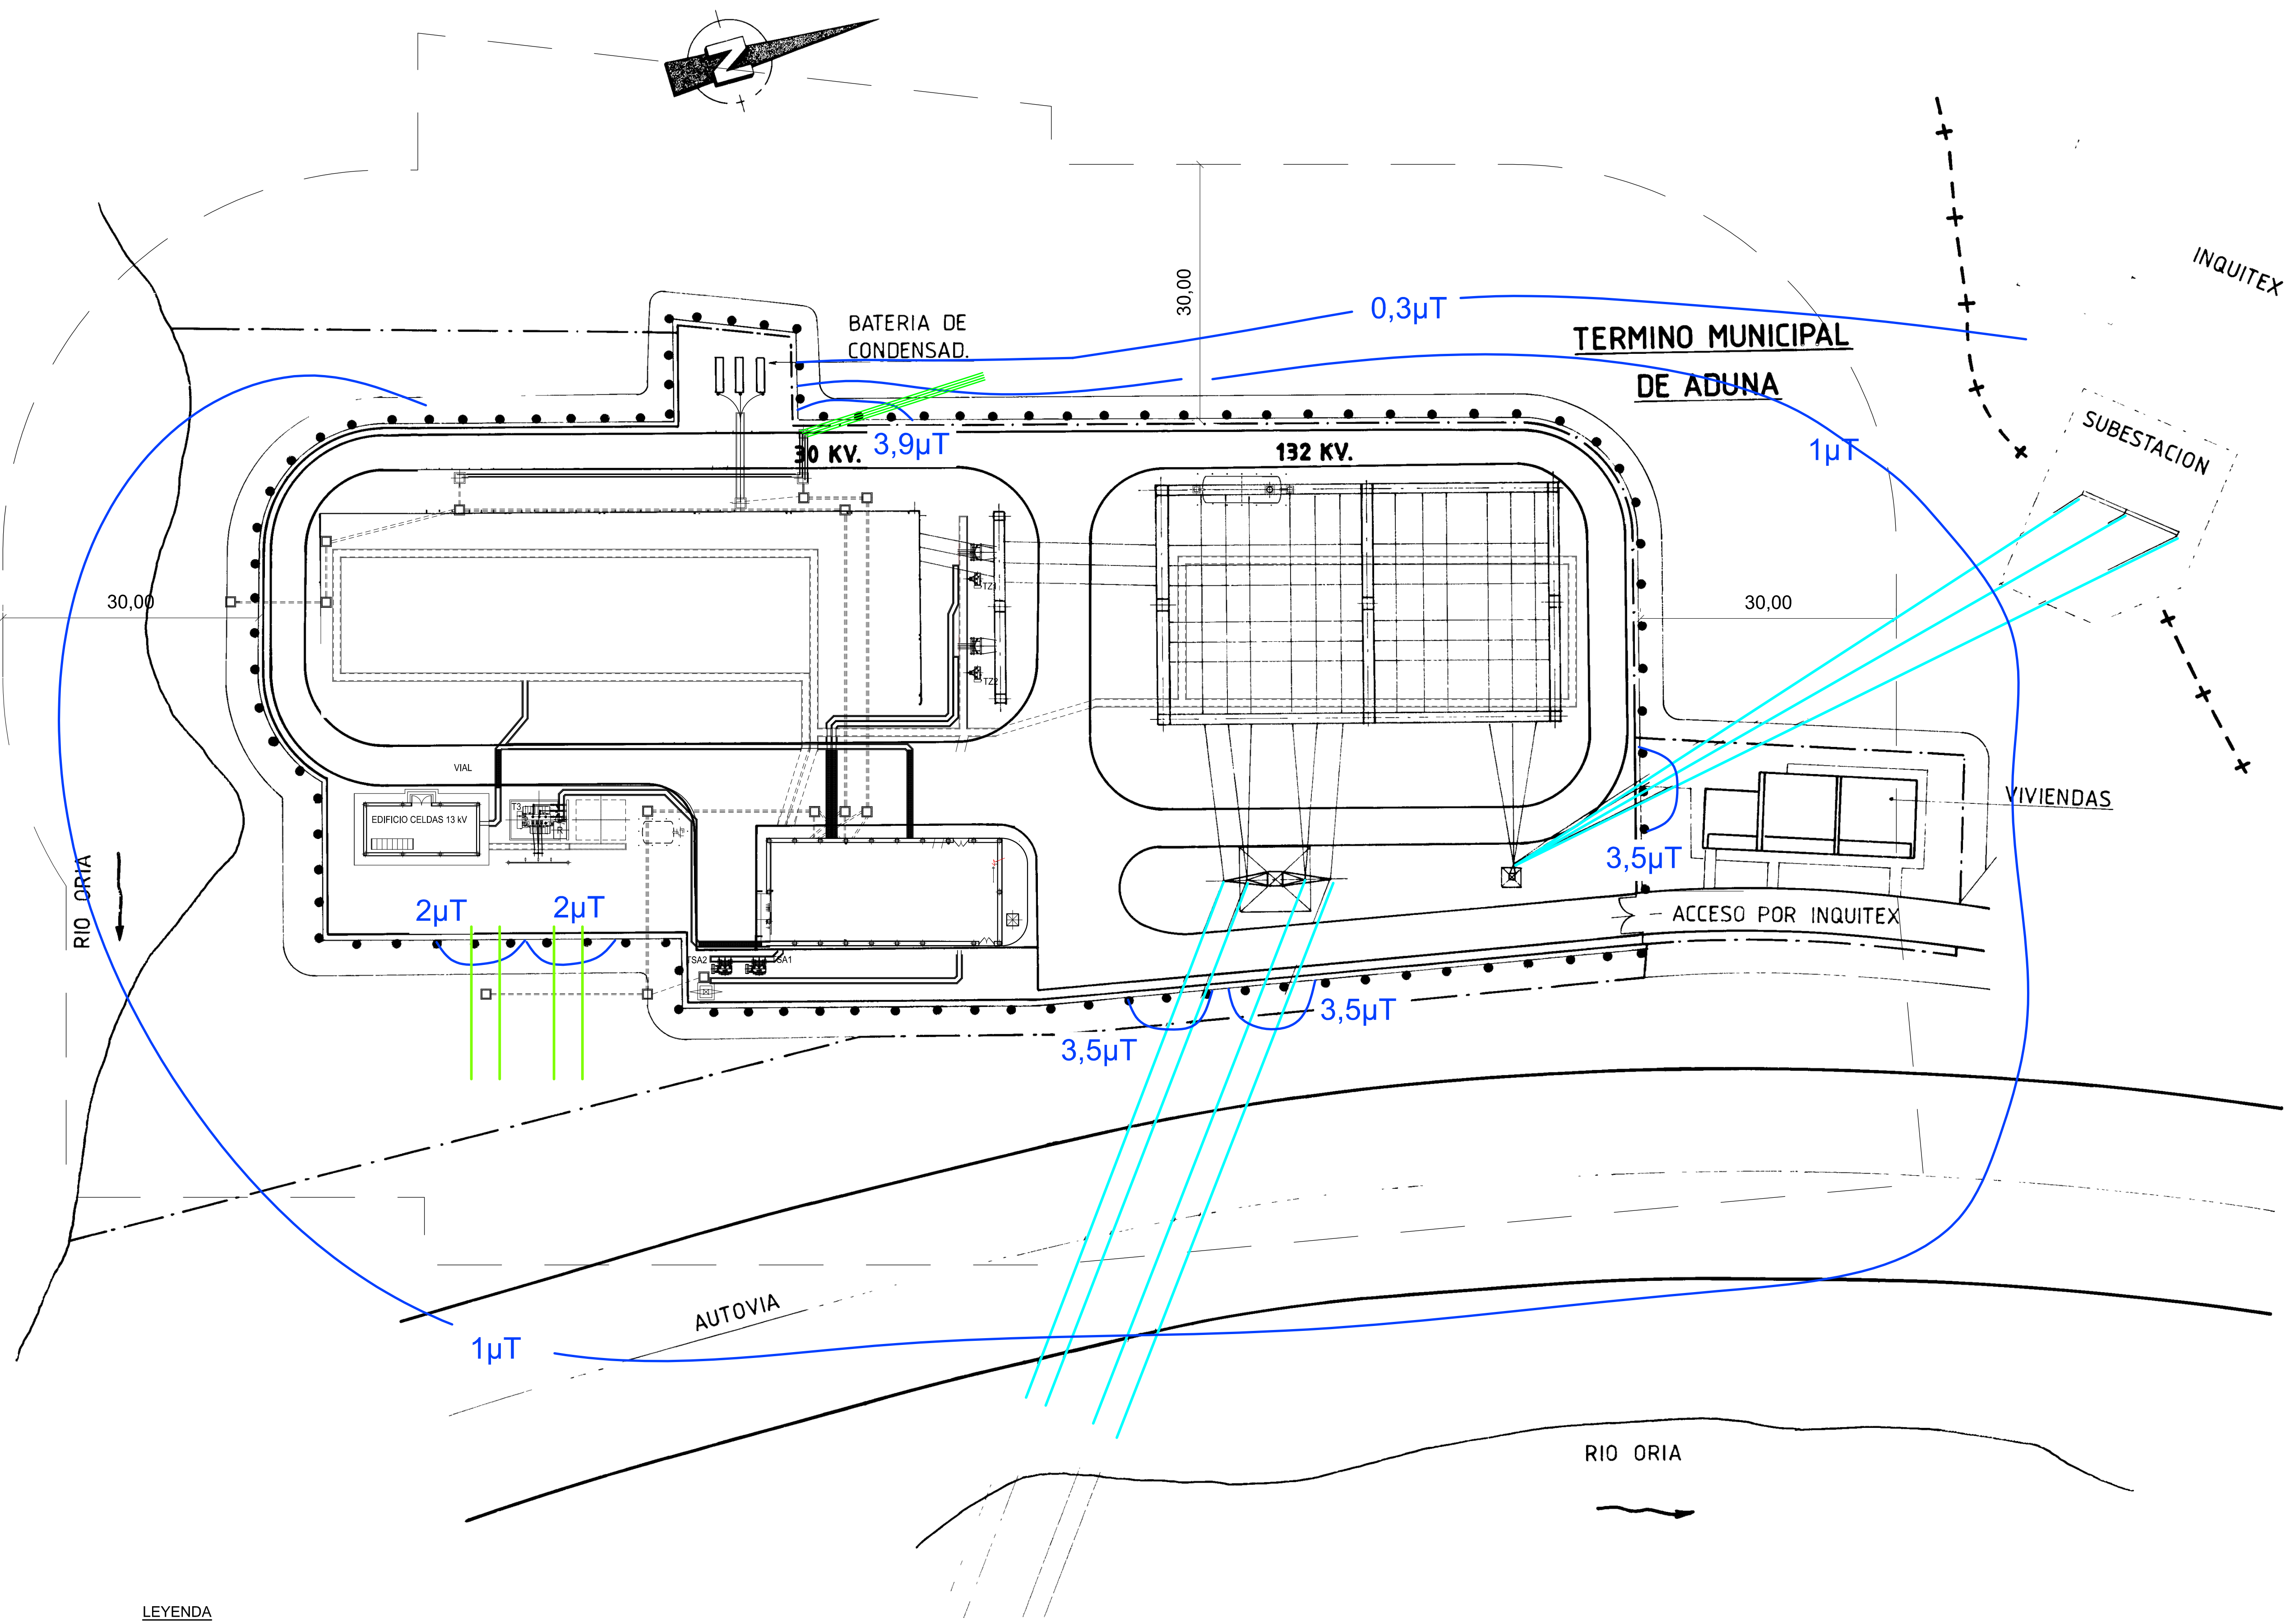 N
INQUITEX
30,00
0,3µT
BATERIA DE
CONDENSAD.
TERMINO MUNICIPAL
DE ADUNA
3,9µT
30 KV.
132 KV.
1µT
SUBESTACION
30,00
30,00
TZ1
TZ2
VIAL
T3
EDIFICIO CELDAS 13 kV
VIVIENDAS
3,5µT
RIO ORIA
2µT
2µT
ACCESO POR INQUITEX
TSA2
TSA1
3,5µT
3,5µT
AUTOVIA
1µT
RIO ORIA
LEYENDA